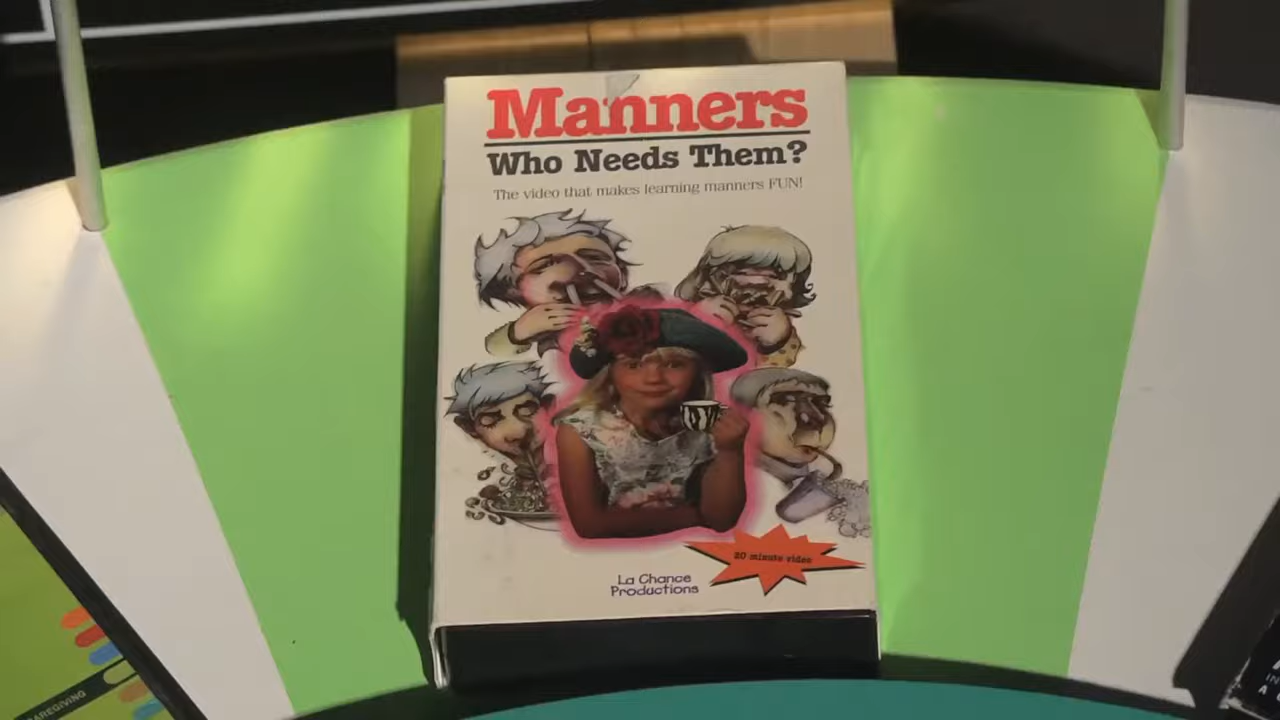 Manners
Who Needs Them?
The video that makes learning manners FUN!
20 minute video
La Chance
Productions
CAREGIVING